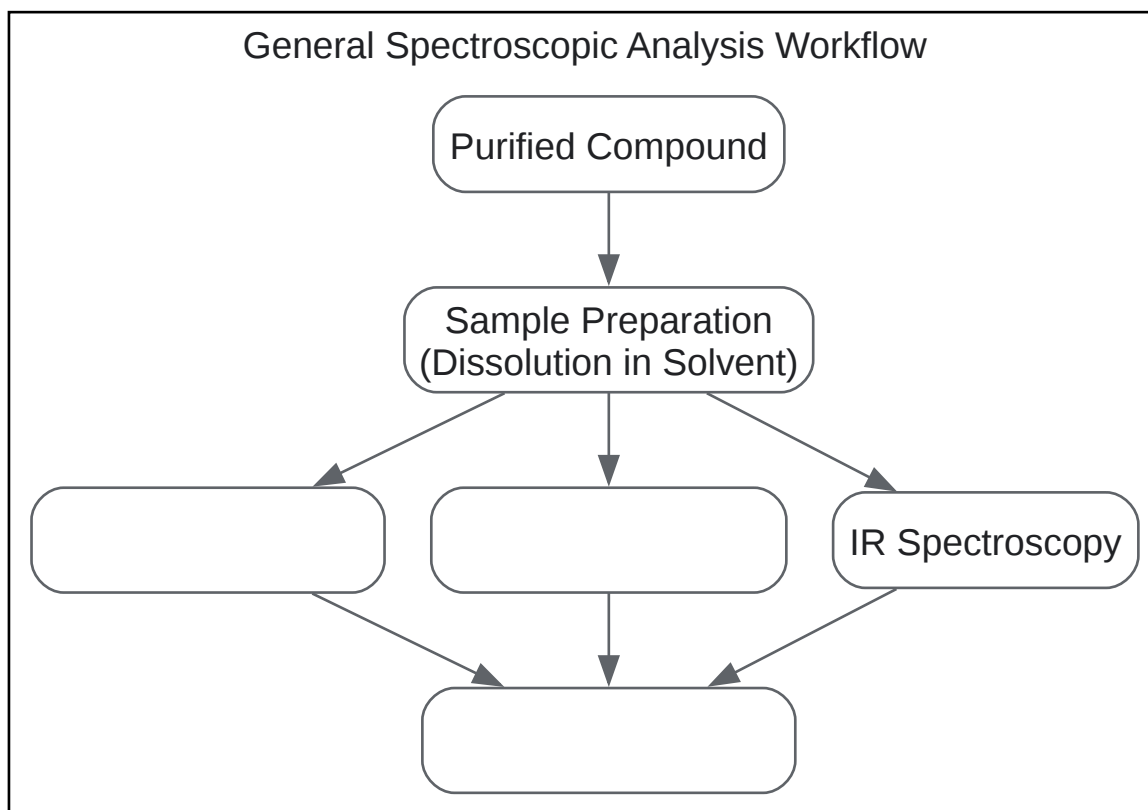 General Spectroscopic Analysis Workflow
Purified Compound
Sample Preparation
(Dissolution in Solvent)
IR Spectroscopy